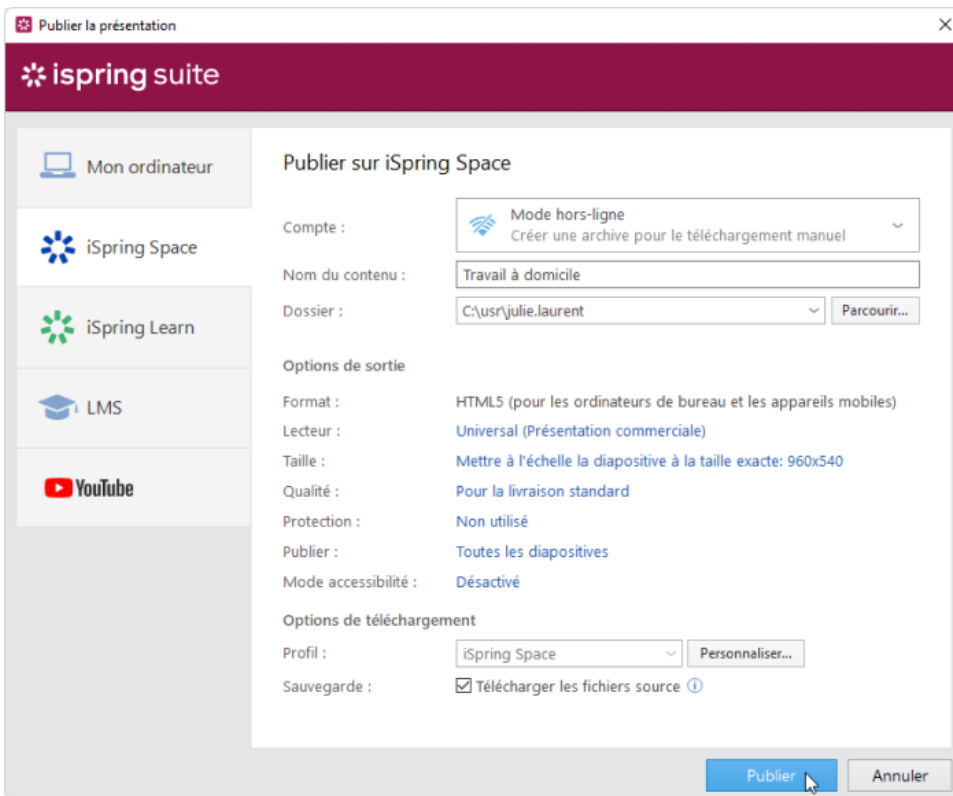 Publier la présentation
ispring suite
Mon ordinateur
iSpring Space
iSpring Learn
LMS
YouTube
Publier sur iSpring Space
Compte :
Mode hors-ligne
Créer une archive pour le téléchargement manuel
Nom du contenu :
Travail à domicile
Dossier :
C:\usr\julie.laurent
Parcourir...
Options de sortie
Format :
HTML5 (pour les ordinateurs de bureau et les appareils mobiles)
Lecteur :
Universal (Présentation commerciale)
Taille :
Mettre à l'échelle la diapositive à la taille exacte: 960x540
Qualité :
Pour la livraison standard
Protection :
Non utilisé
Publier :
Toutes les diapositives
Mode accessibilité :
Désactivé
Options de téléchargement
Profil :
iSpring Space
Personnaliser...
Sauvegarde :
Télécharger les fichiers source
Publier
Annuler